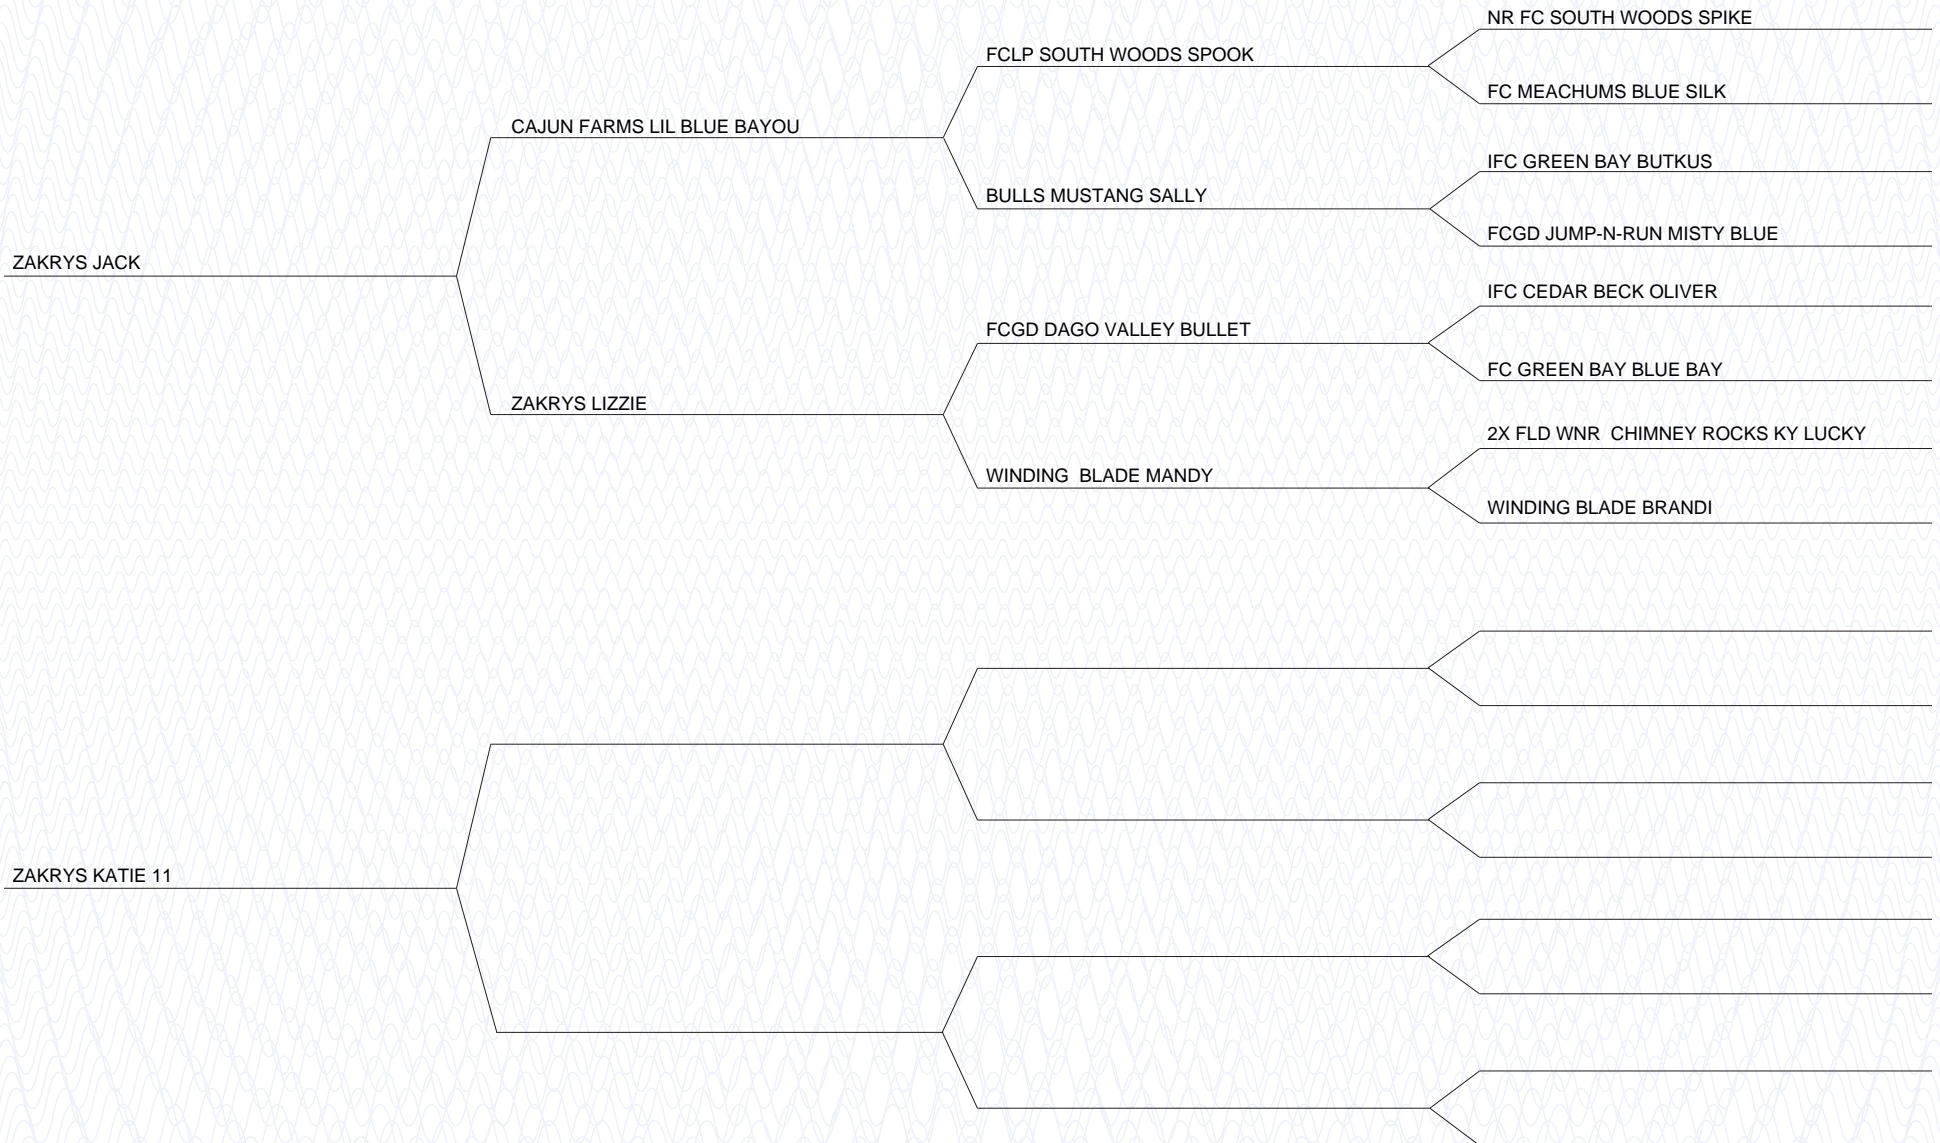 NR FC SOUTH WOODS SPIKE
FCLP SOUTH WOODS SPOOK
FC MEACHUMS BLUE SILK
CAJUN FARMS LIL BLUE BAYOU
IFC GREEN BAY BUTKUS
BULLS MUSTANG SALLY
FCGD JUMP-N-RUN MISTY BLUE
ZAKRYS JACK
IFC CEDAR BECK OLIVER
FCGD DAGO VALLEY BULLET
FC GREEN BAY BLUE BAY
ZAKRYS LIZZIE
2X FLD WNR  CHIMNEY ROCKS KY LUCKY
WINDING  BLADE MANDY
WINDING BLADE BRANDI
ZAKRYS KATIE 11